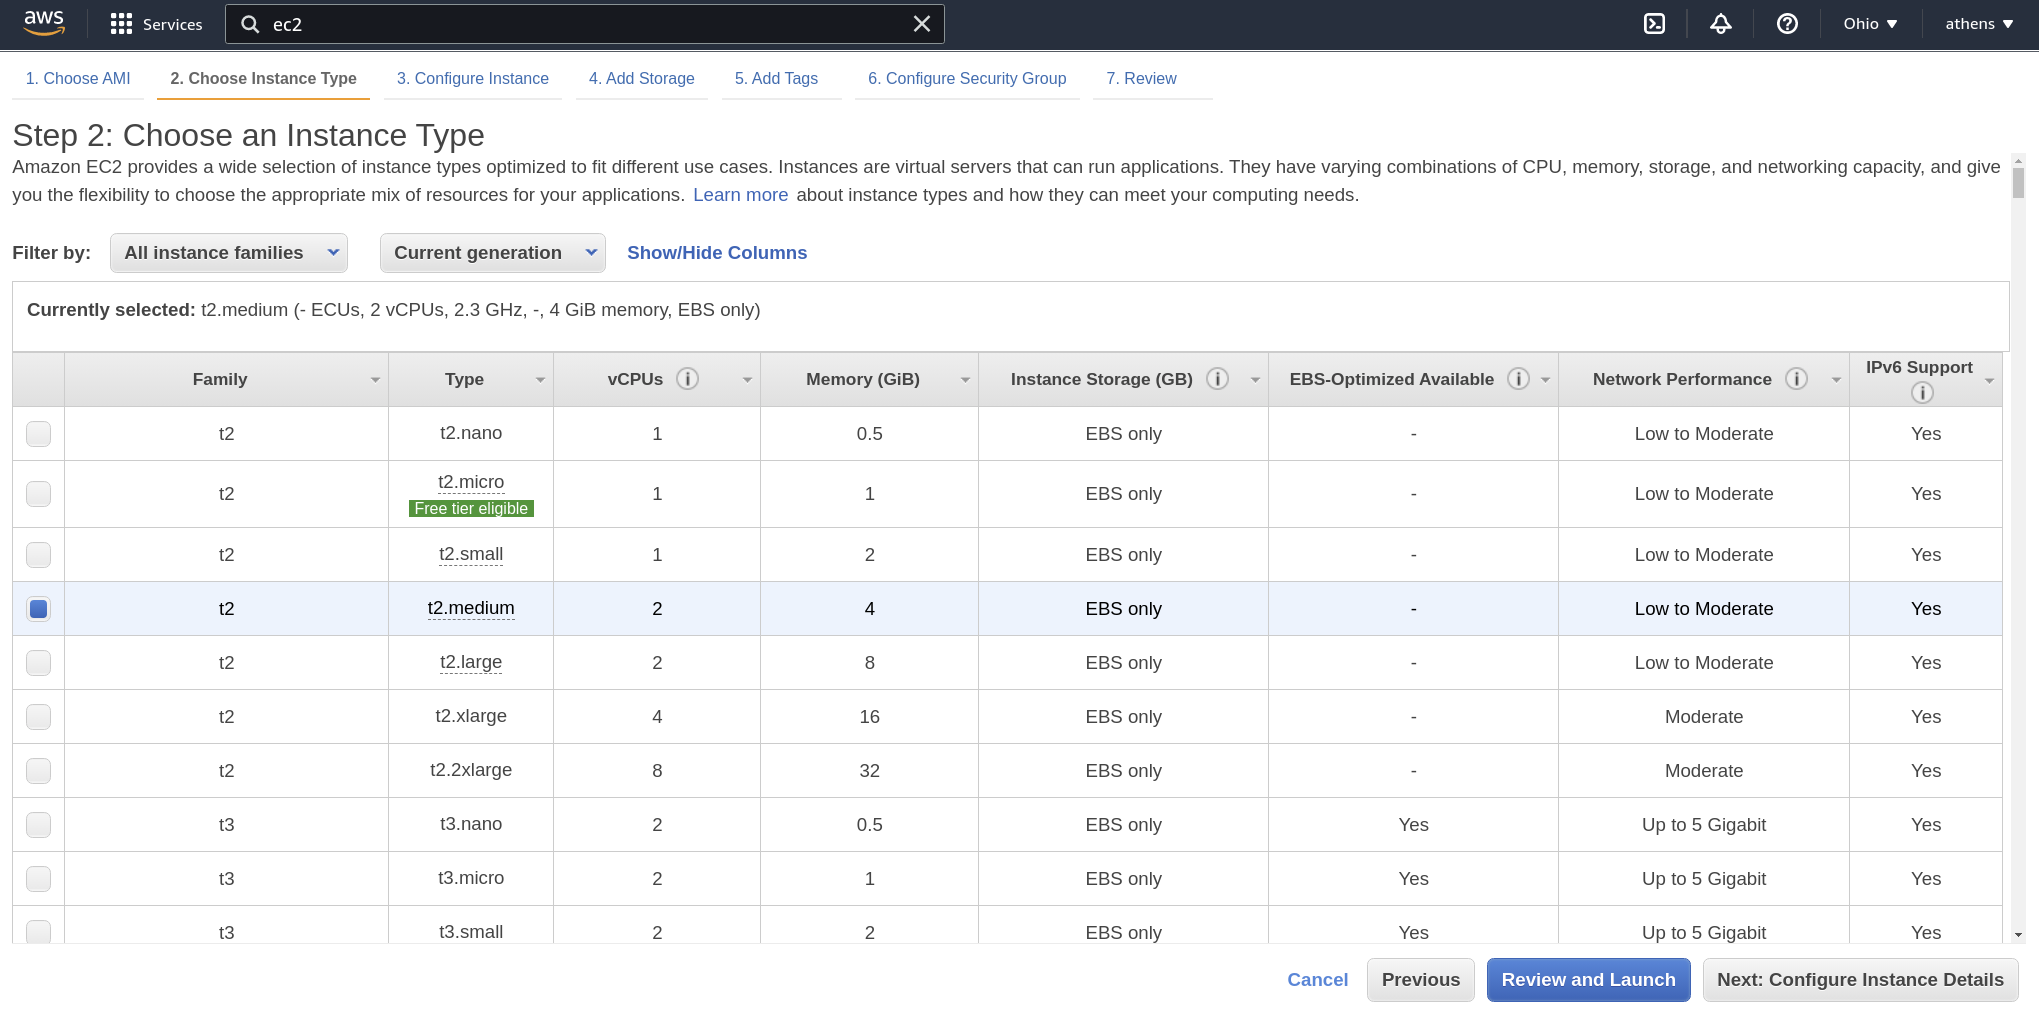 aws Services ec2 Ohio athens
1. Choose AMI 2. Choose Instance Type 3. Configure Instance 4. Add Storage 5. Add Tags 6. Configure Security Group 7. Review
Step 2: Choose an Instance Type
Amazon EC2 provides a wide selection of instance types optimized to fit different use cases. Instances are virtual servers that can run applications. They have varying combinations of CPU, memory, storage, and networking capacity, and give
you the flexibility to choose the appropriate mix of resources for your applications. Learn more about instance types and how they can meet your computing needs.
Filter by: All instance families Current generation Show/Hide Columns
Currently selected: t2.medium (- ECUs, 2 vCPUs, 2.3 GHz, -, 4 GiB memory, EBS only)
Family Type vCPUs Memory (GiB) Instance Storage (GB) EBS-Optimized Available Network Performance IPv6 Support
t2 t2.nano 1 0.5 EBS only - Low to Moderate Yes
t2 t2.micro 1 1 EBS only - Low to Moderate Yes
Free tier eligible
t2 t2.small 1 2 EBS only - Low to Moderate Yes
t2 t2.medium 2 4 EBS only - Low to Moderate Yes
t2 t2.large 2 8 EBS only - Low to Moderate Yes
t2 t2.xlarge 4 16 EBS only - Moderate Yes
t2 t2.2xlarge 8 32 EBS only - Moderate Yes
t3 t3.nano 2 0.5 EBS only Yes Up to 5 Gigabit Yes
t3 t3.micro 2 1 EBS only Yes Up to 5 Gigabit Yes
t3 t3.small 2 2 EBS only Yes Up to 5 Gigabit Yes
Cancel Previous Review and Launch Next: Configure Instance Details